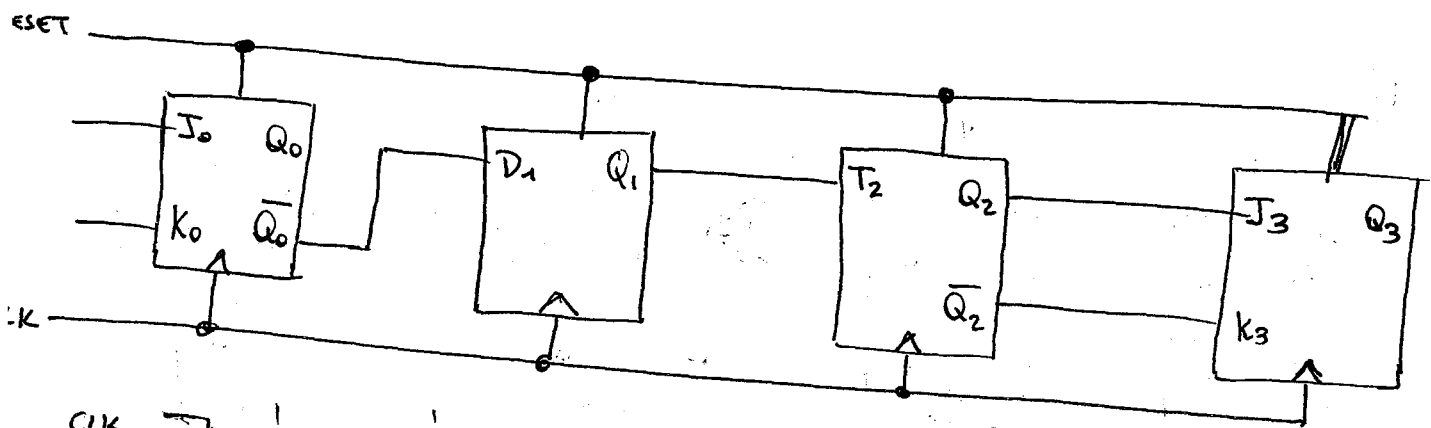 ESET
J₀ Q₀
K₀ Q̅₀
D₁ Q₁
T₂ Q₂
Q̅₂
J₃ Q₃
K₃
CLK